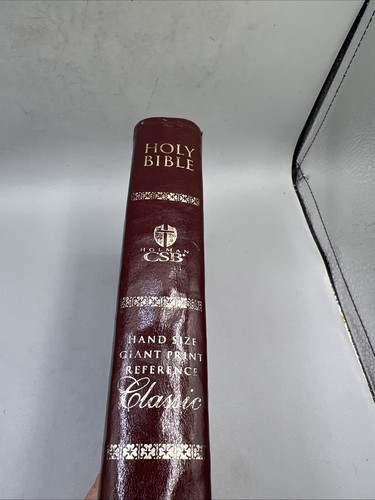 HOLY
BIBLE
HOLMAN
CSB
HAND SIZE
GIANT PRINT
REFERENCE
Classic